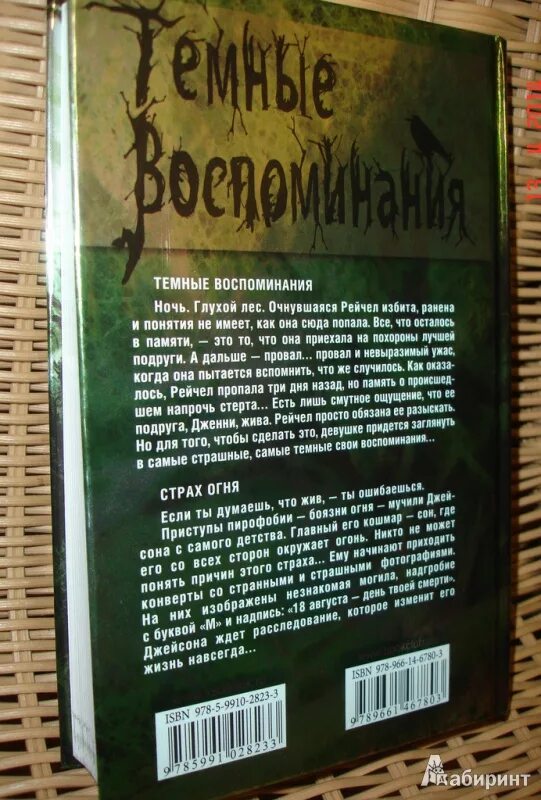 Темные
Воспоминания
ТЕМНЫЕ ВОСПОМИНАНИЯ
Ночь. Глухой лес. Очнувшаяся Рейчел избита, ранена
и понятия не имеет, как она сюда попала. Все, что осталось
в памяти, — это то, что она приехала на похороны лучшей
подруги. А дальше — провал... провал и невыразимый ужас,
когда она пытается вспомнить, что же случилось. Как оказа-
лось, Рейчел пропала три дня назад, но память о происшед-
шем напрочь стерта... Есть лишь смутное ощущение, что ее
подруга, Дженни, жива. Рейчел просто обязана ее разыскать.
Но для того, чтобы сделать это, девушке придется заглянуть
в самые страшные, самые темные свои воспоминания...
СТРАХ ОГНЯ
Если ты думаешь, что жив, — ты ошибаешься.
Приступы пирофобии — боязни огня — мучили Джей-
сона с самого детства. Главный его кошмар — сон, где
его со всех сторон окружает огонь. Никто не может
понять причин этого страха... Ему начинают приходить
конверты со странными и страшными фотографиями.
На них изображены незнакомая могила, надгробие
с буквой «М» и надпись: «18 августа — день твоей смерти».
Джейсона ждет расследование, которое изменит его
жизнь навсегда...
ISBN 978-5-9910-2823-3
9 785991 028233
ISBN 978-966-14-6780-3
9 789661 467803
Лабиринт